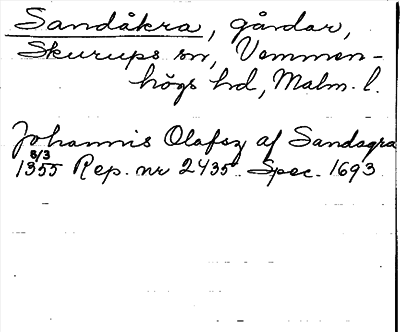 Sandåkra, gårdar,
Skurups sn, Vemmen-
högs hd, Malm. l.
Johannis Olafsz af Sandagra
8/3
1355 Rep. nr 2435. Spec. 1693